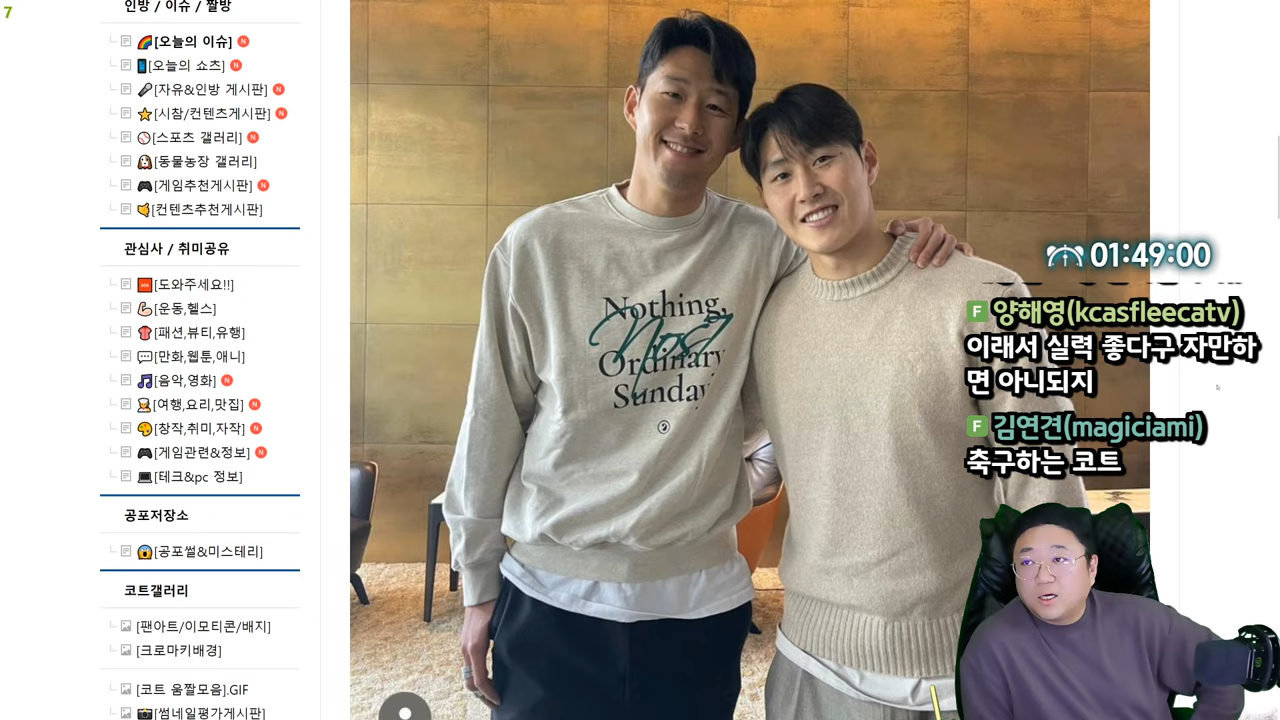 7
인방 / 이슈 / 짤방
[오늘의 이슈] N
[오늘의 쇼츠] N
[자유&인방 게시판] N
[시참/컨텐츠게시판] N
[스포츠 갤러리] N
[동물농장 갤러리]
[게임추천게시판] N
[컨텐츠추천게시판]
관심사 / 취미공유
[도와주세요!!]
[운동,헬스]
[패션,뷰티,유행]
[만화,웹툰,애니]
[음악,영화] N
[여행,요리,맛집] N
[창작,취미,자작] N
[게임관련&정보] N
[테크&pc 정보]
공포저장소
[공포썰&미스테리]
코트갤러리
[팬아트/이모티콘/배지]
[크로마키배경]
[코트 움짤모음].GIF
[썸네일평가게시판]
Nothing,
Ordinary
Sunday,
01:49:00
F 양해영(kcasfleecatv)
이래서 실력 좋다구 자만하
면 아니되지
F 김연견(magiciami)
축구하는 코트